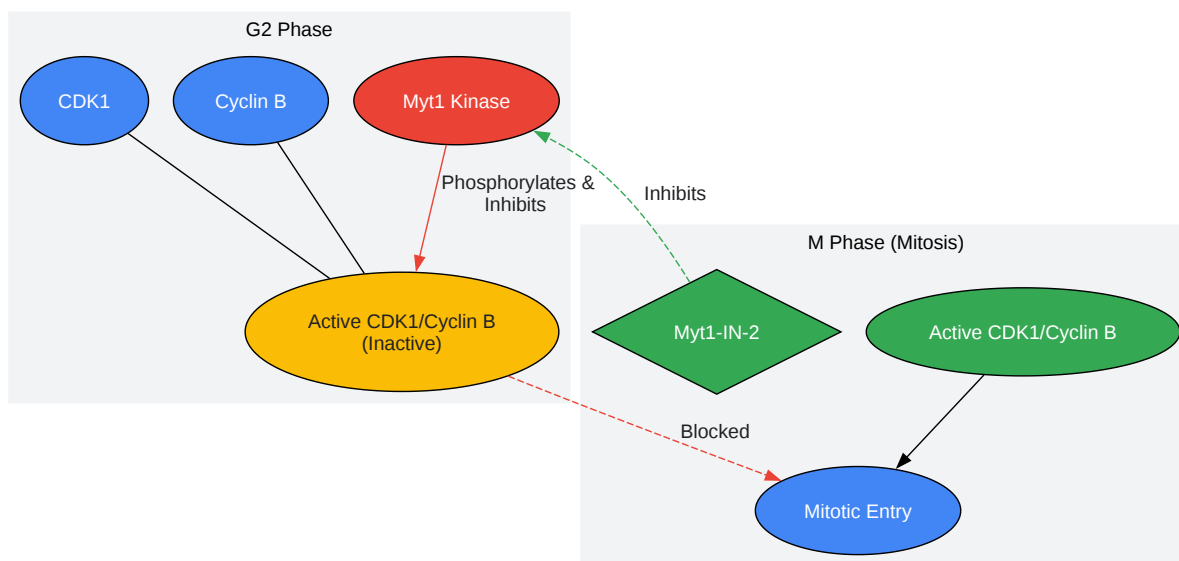 G2 Phase
CDK1
Cyclin B
Myt1 Kinase
Phosphorylates &
Inhibits
Inhibits
Active CDK1/Cyclin B
(Inactive)
M Phase (Mitosis)
Myt1-IN-2
Active CDK1/Cyclin B
Blocked
Mitotic Entry